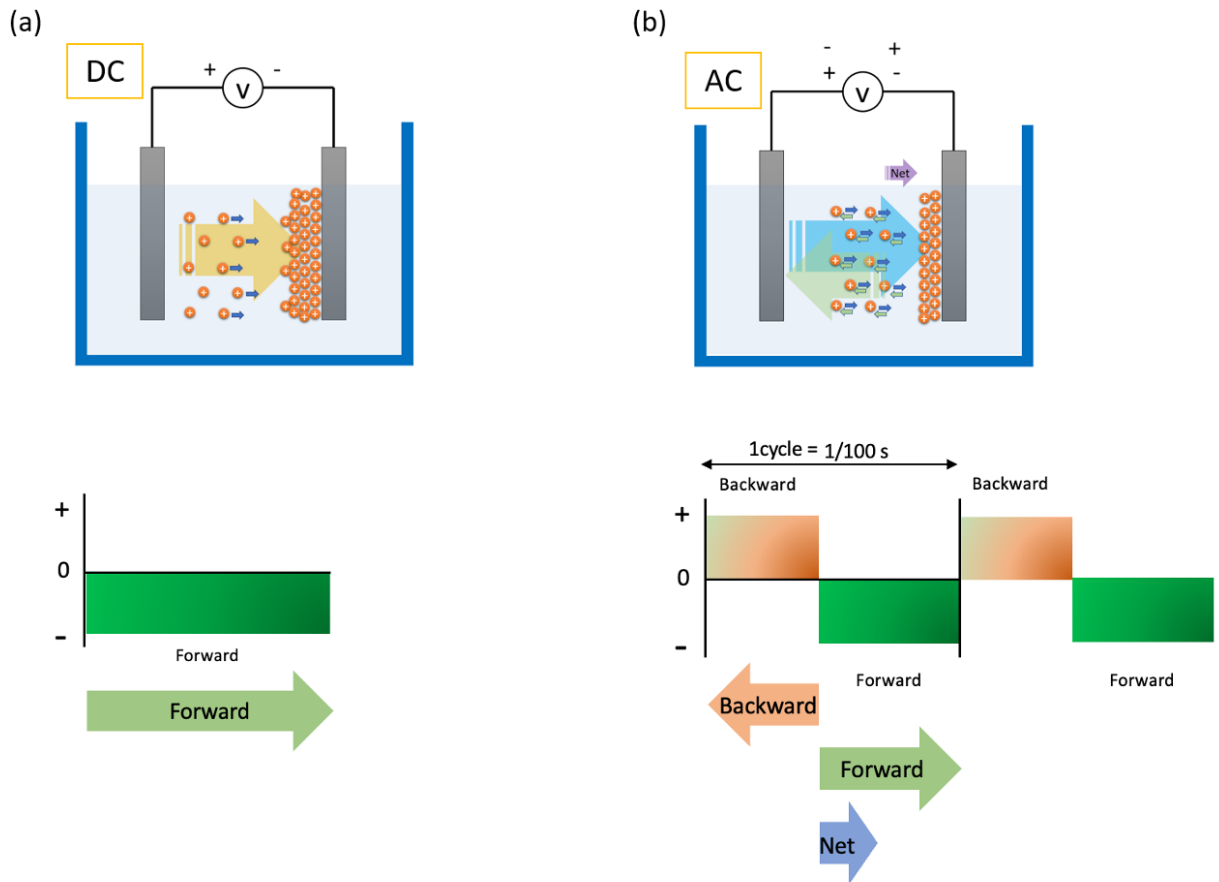 (a)
DC
+ V -
+
0
-
Forward
Forward
(b)
AC
- +
+ V -
Net
1cycle = 1/100 s
Backward
Backward
+
0
-
Forward
Forward
Backward
Forward
Net